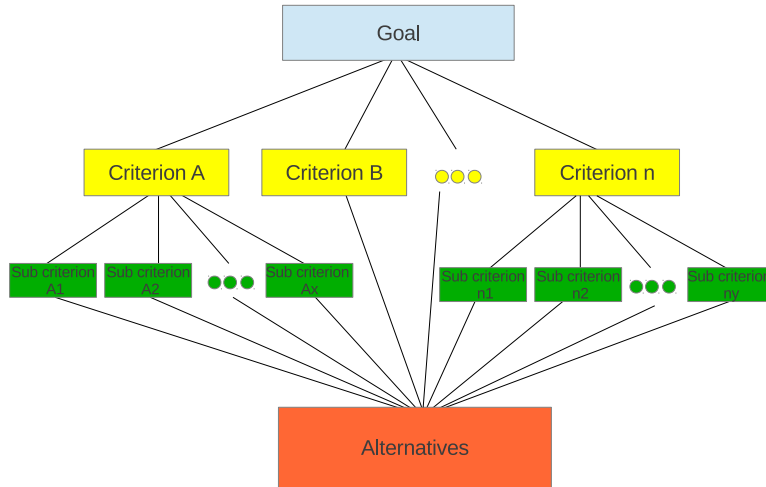 Goal
Criterion A
Criterion B
Criterion n
Sub criterion
A1
Sub criterion
A2
Sub criterion
Ax
Sub criterion
n1
Sub criterion
n2
Sub criterion
ny
Alternatives